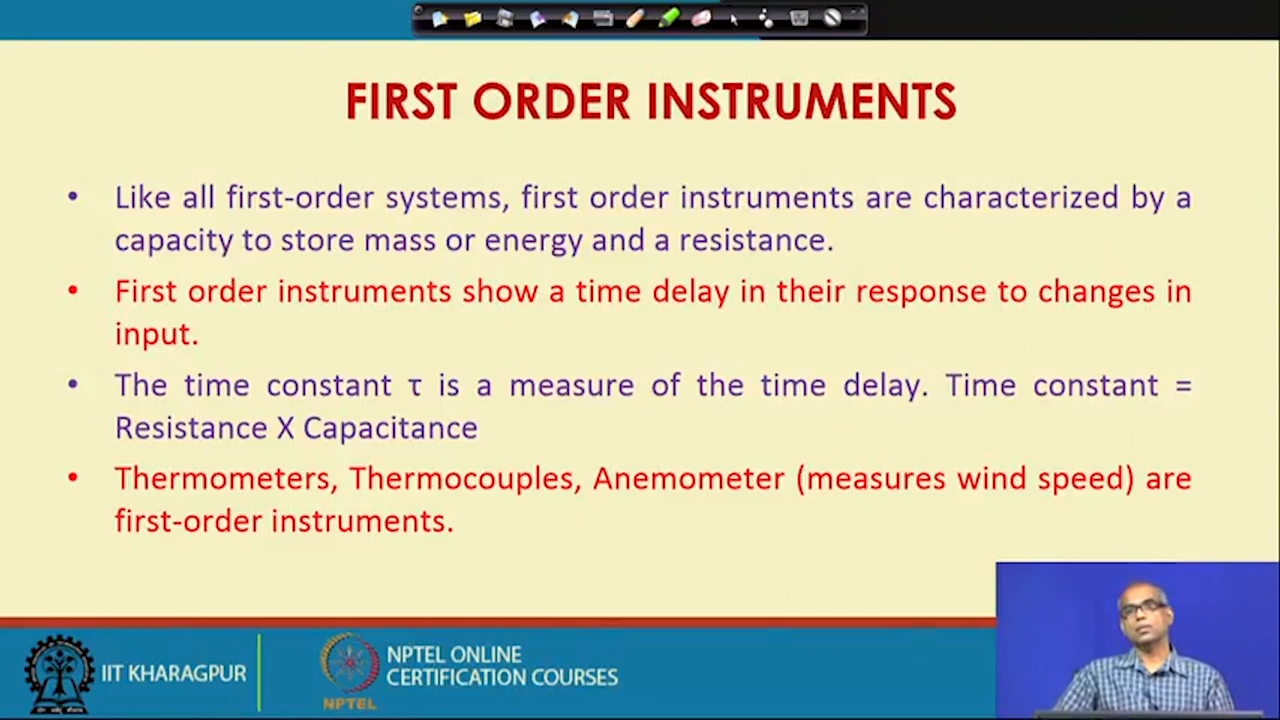 FIRST ORDER INSTRUMENTS
• Like all first-order systems, first order instruments are characterized by a
capacity to store mass or energy and a resistance.
• First order instruments show a time delay in their response to changes in
input.
• The time constant τ is a measure of the time delay. Time constant =
Resistance X Capacitance
• Thermometers, Thermocouples, Anemometer (measures wind speed) are
first-order instruments.
IIT KHARAGPUR
NPTEL
NPTEL ONLINE
CERTIFICATION COURSES